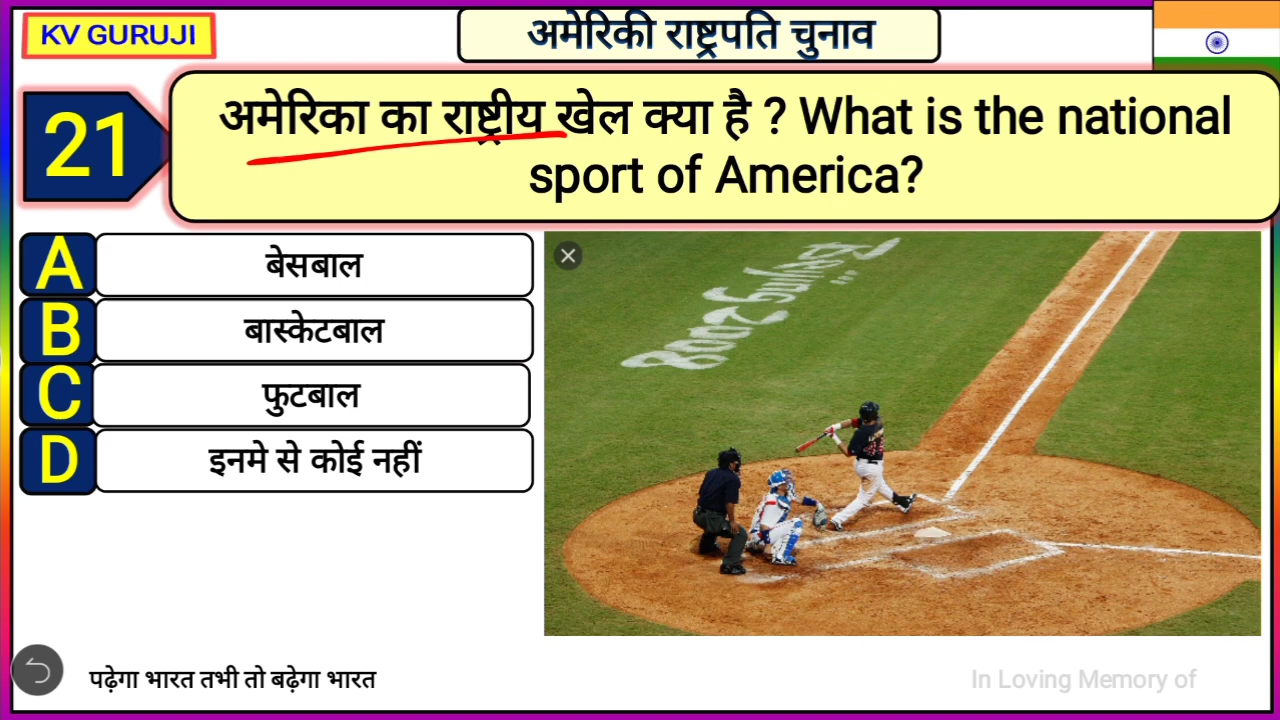 KV GURUJI
अमेरिकी राष्ट्रपति चुनाव
21
अमेरिका का राष्ट्रीय खेल क्या है ? What is the national
sport of America?
A बेसबाल
B बास्केटबाल
C फुटबाल
D इनमे से कोई नहीं
पढ़ेगा भारत तभी तो बढ़ेगा भारत
In Loving Memory of